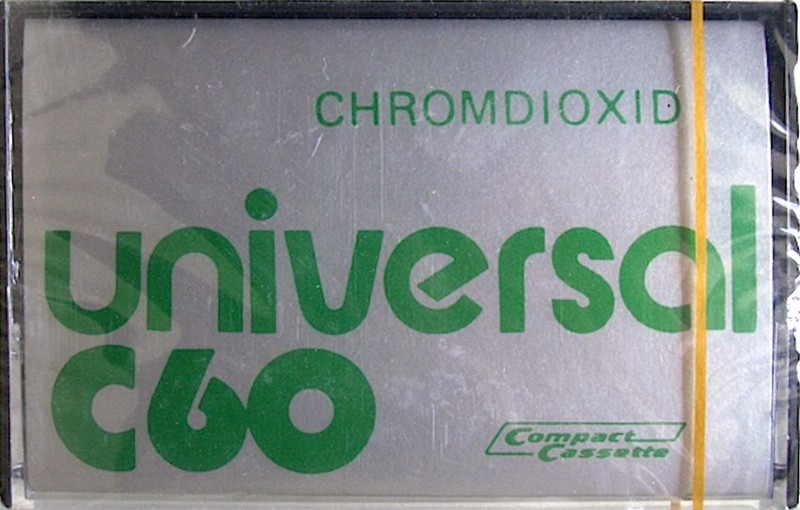 CHROMDIOXID
universal
C60
Compact
Cassette